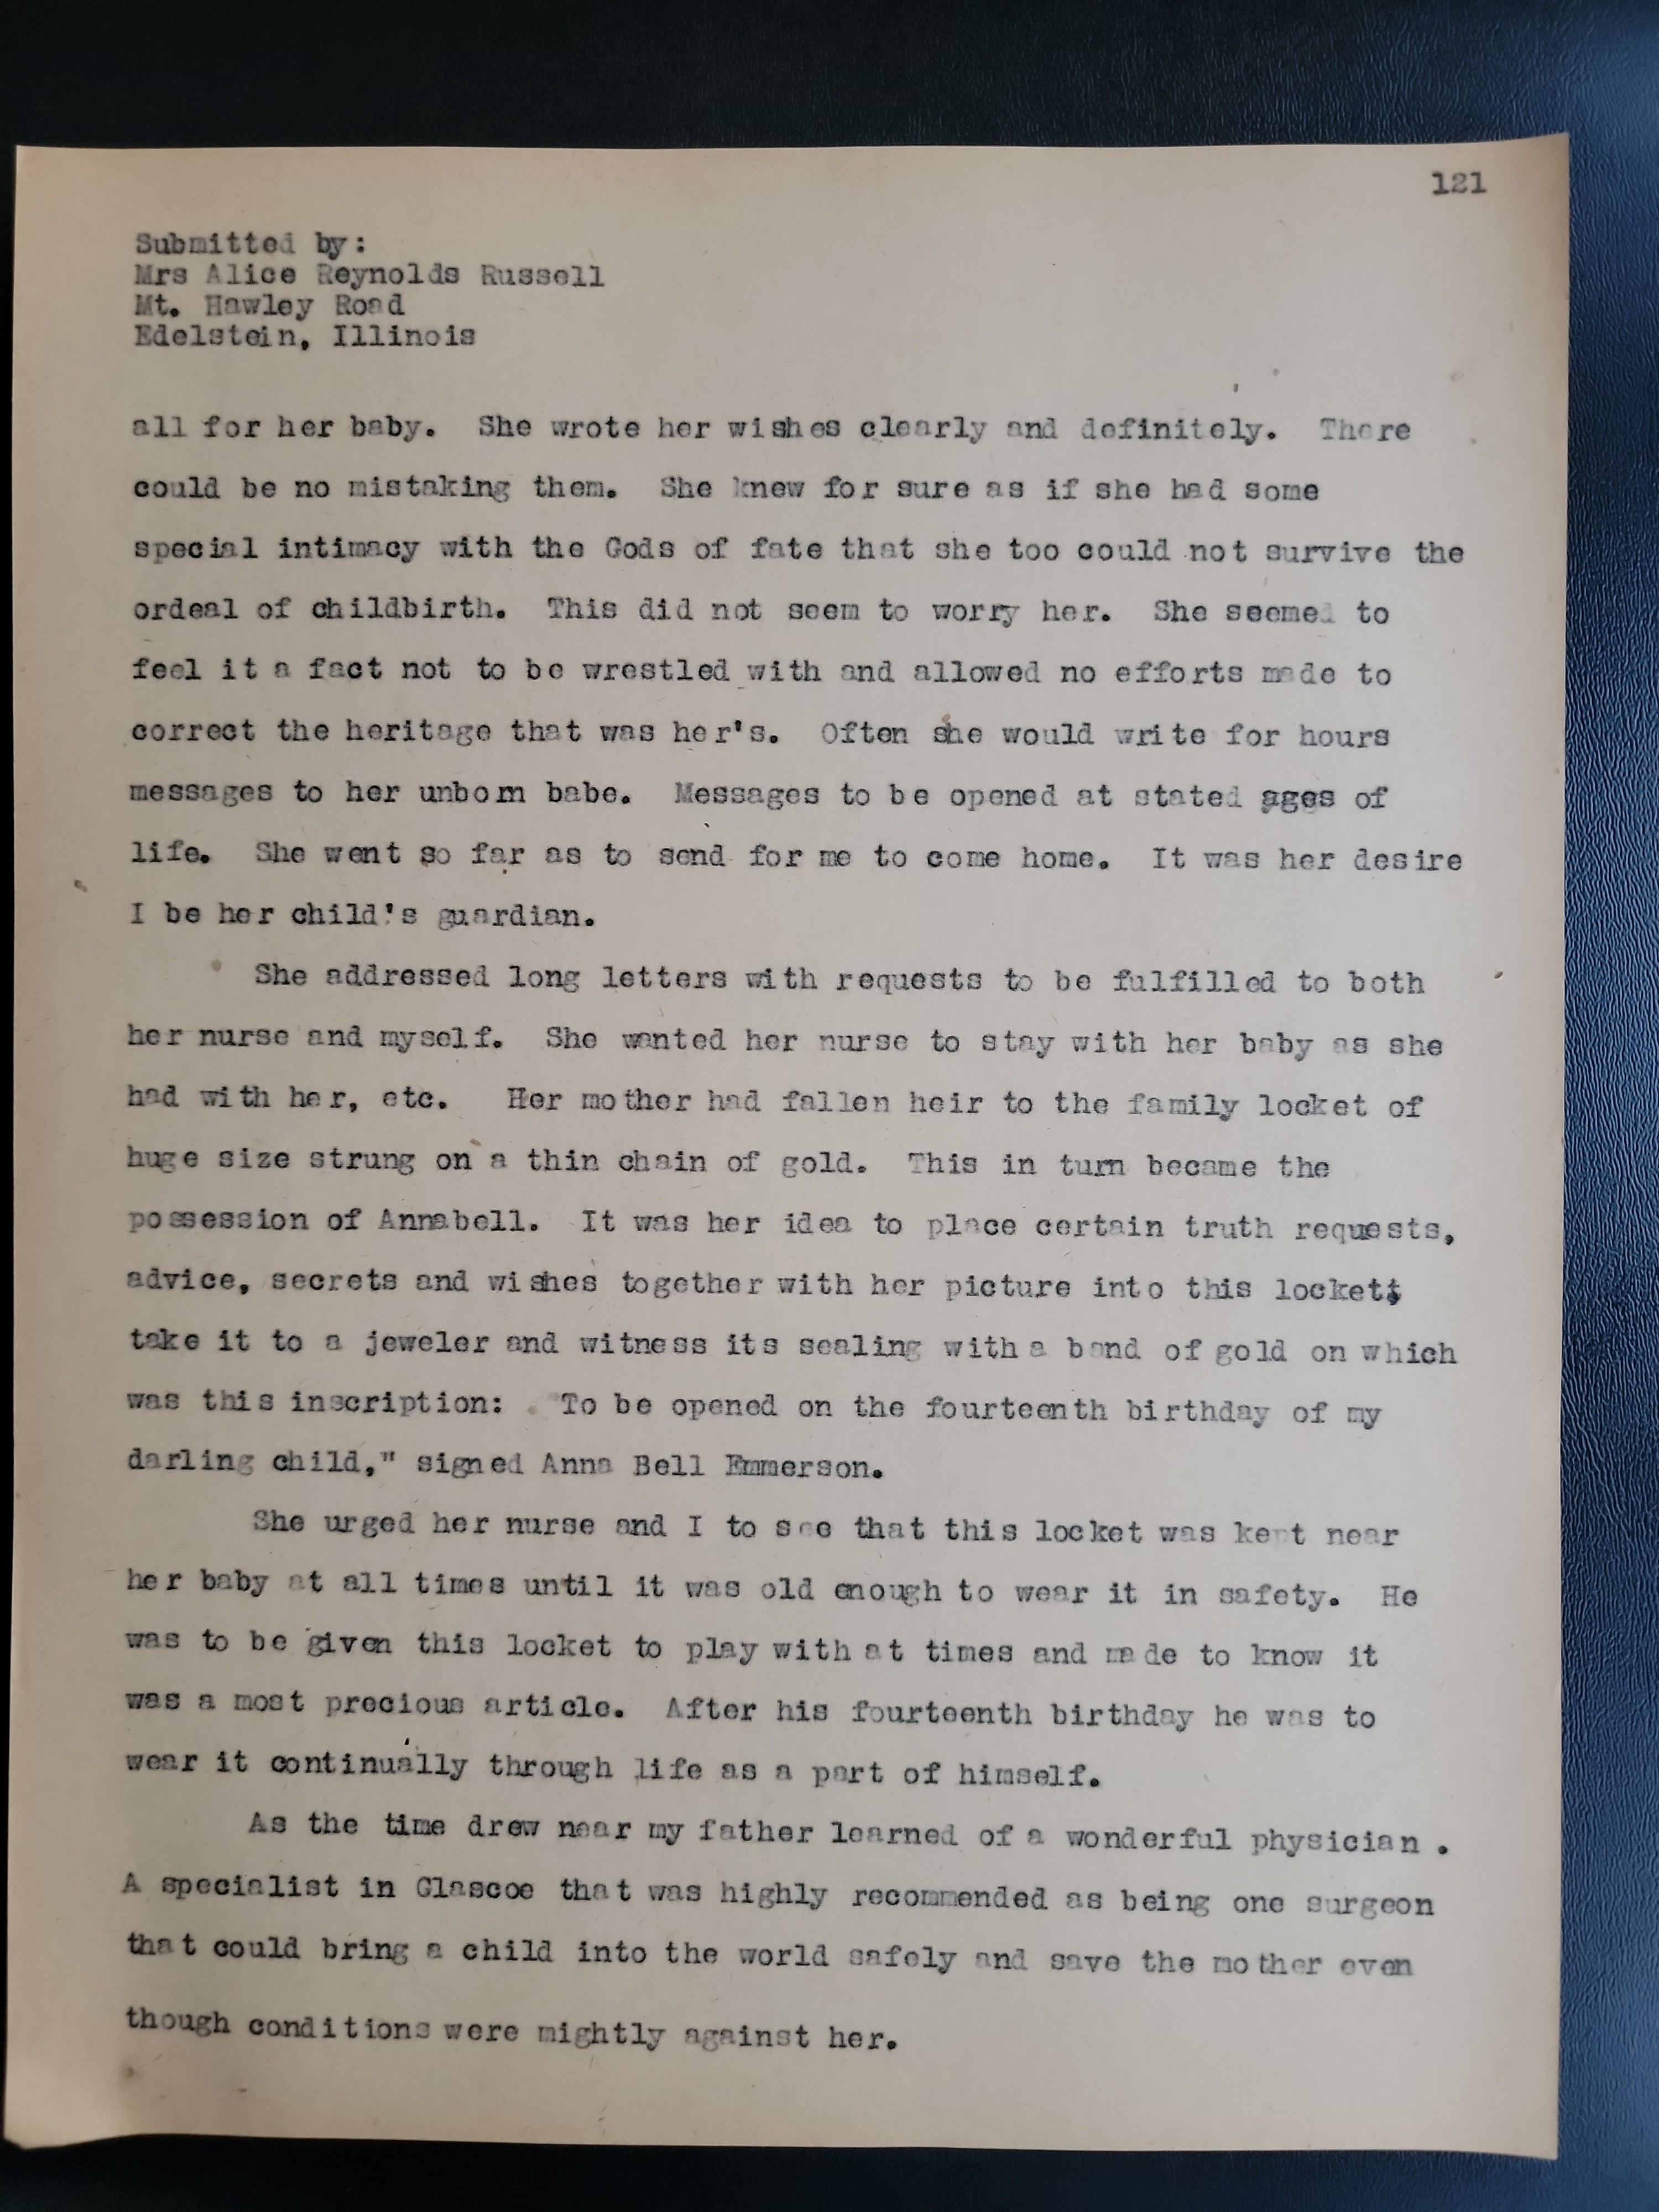 121
Submitted by:
Mrs Alice Reynolds Russell
Mt. Hawley Road
Edelstein, Illinois
all for her baby.  She wrote her wishes clearly and definitely.  There
could be no mistaking them.  She knew for sure as if she had some
special intimacy with the Gods of fate that she too could not survive the
ordeal of childbirth.  This did not seem to worry her.  She seemed to
feel it a fact not to be wrestled with and allowed no efforts made to
correct the heritage that was her's.  Often she would write for hours
messages to her unborn babe.  Messages to be opened at stated ages of
life.  She went so far as to send for me to come home.  It was her desire
I be her child's guardian.
She addressed long letters with requests to be fulfilled to both
her nurse and myself.  She wanted her nurse to stay with her baby as she
had with her, etc.  Her mother had fallen heir to the family locket of
huge size strung on a thin chain of gold.  This in turn became the
possession of Annabell.  It was her idea to place certain truth requests,
advice, secrets and wishes together with her picture into this locket;
take it to a jeweler and witness its sealing with a band of gold on which
was this inscription:  To be opened on the fourteenth birthday of my
darling child," signed Anna Bell Emmerson.
She urged her nurse and I to see that this locket was kept near
her baby at all times until it was old enough to wear it in safety.  He
was to be given this locket to play with at times and made to know it
was a most precious article.  After his fourteenth birthday he was to
wear it continually through life as a part of himself.
As the time drew near my father learned of a wonderful physician .
A specialist in Glascoe that was highly recommended as being one surgeon
that could bring a child into the world safely and save the mother even
though conditions were mightly against her.